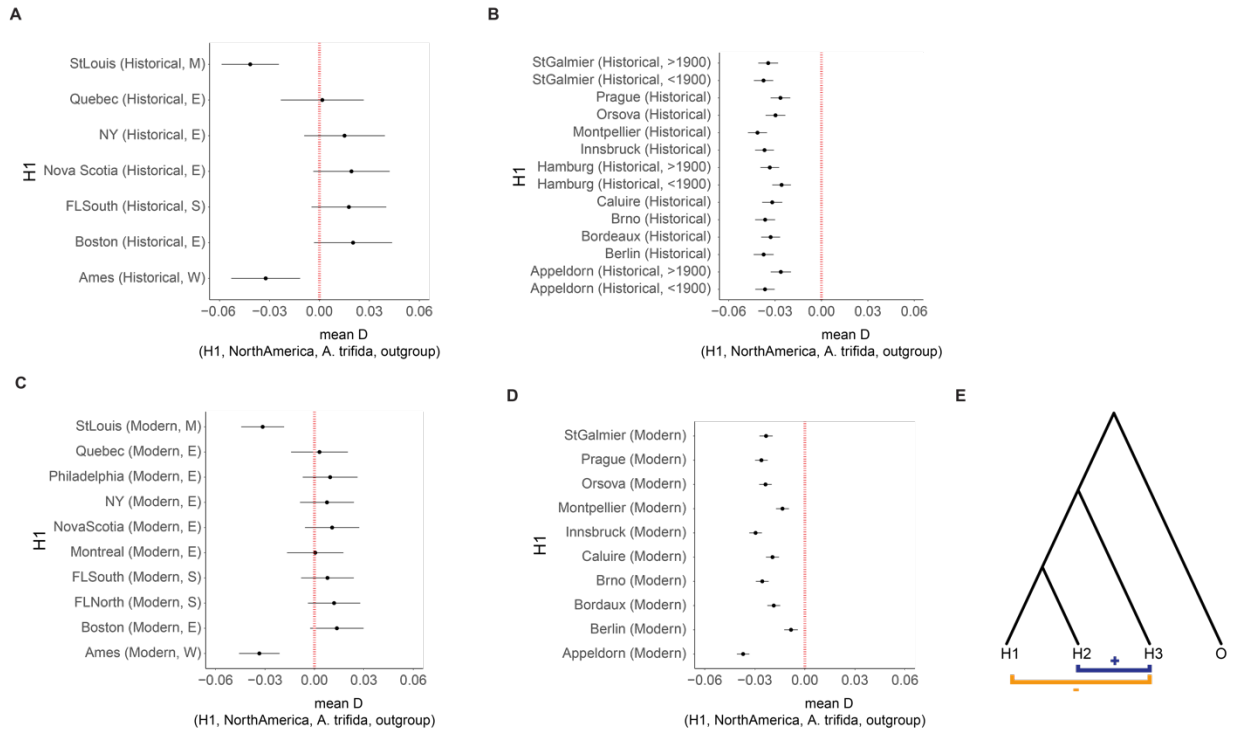 A
H1
StLouis (Historical, M)
Quebec (Historical, E)
NY (Historical, E)
Nova Scotia (Historical, E)
FLSouth (Historical, S)
Boston (Historical, E)
Ames (Historical, W)
−0.06 −0.03 0.00 0.03 0.06
mean D
(H1, NorthAmerica, A. trifida, outgroup)
B
H1
StGalmier (Historical, >1900)
StGalmier (Historical, <1900)
Prague (Historical)
Orsova (Historical)
Montpellier (Historical)
Innsbruck (Historical)
Hamburg (Historical, >1900)
Hamburg (Historical, <1900)
Caluire (Historical)
Brno (Historical)
Bordeaux (Historical)
Berlin (Historical)
Appeldorn (Historical, >1900)
Appeldorn (Historical, <1900)
−0.06 −0.03 0.00 0.03 0.06
mean D
(H1, NorthAmerica, A. trifida, outgroup)
C
H1
StLouis (Modern, M)
Quebec (Modern, E)
Philadelphia (Modern, E)
NY (Modern, E)
NovaScotia (Modern, E)
Montreal (Modern, E)
FLSouth (Modern, S)
FLNorth (Modern, S)
Boston (Modern, E)
Ames (Modern, W)
−0.06 −0.03 0.00 0.03 0.06
mean D
(H1, NorthAmerica, A. trifida, outgroup)
D
H1
StGalmier (Modern)
Prague (Modern)
Orsova (Modern)
Montpellier (Modern)
Innsbruck (Modern)
Caluire (Modern)
Brno (Modern)
Bordaux (Modern)
Berlin (Modern)
Appeldorn (Modern)
−0.06 −0.03 0.00 0.03 0.06
mean D
(H1, NorthAmerica, A. trifida, outgroup)
E
H1 H2 H3 O
+
-